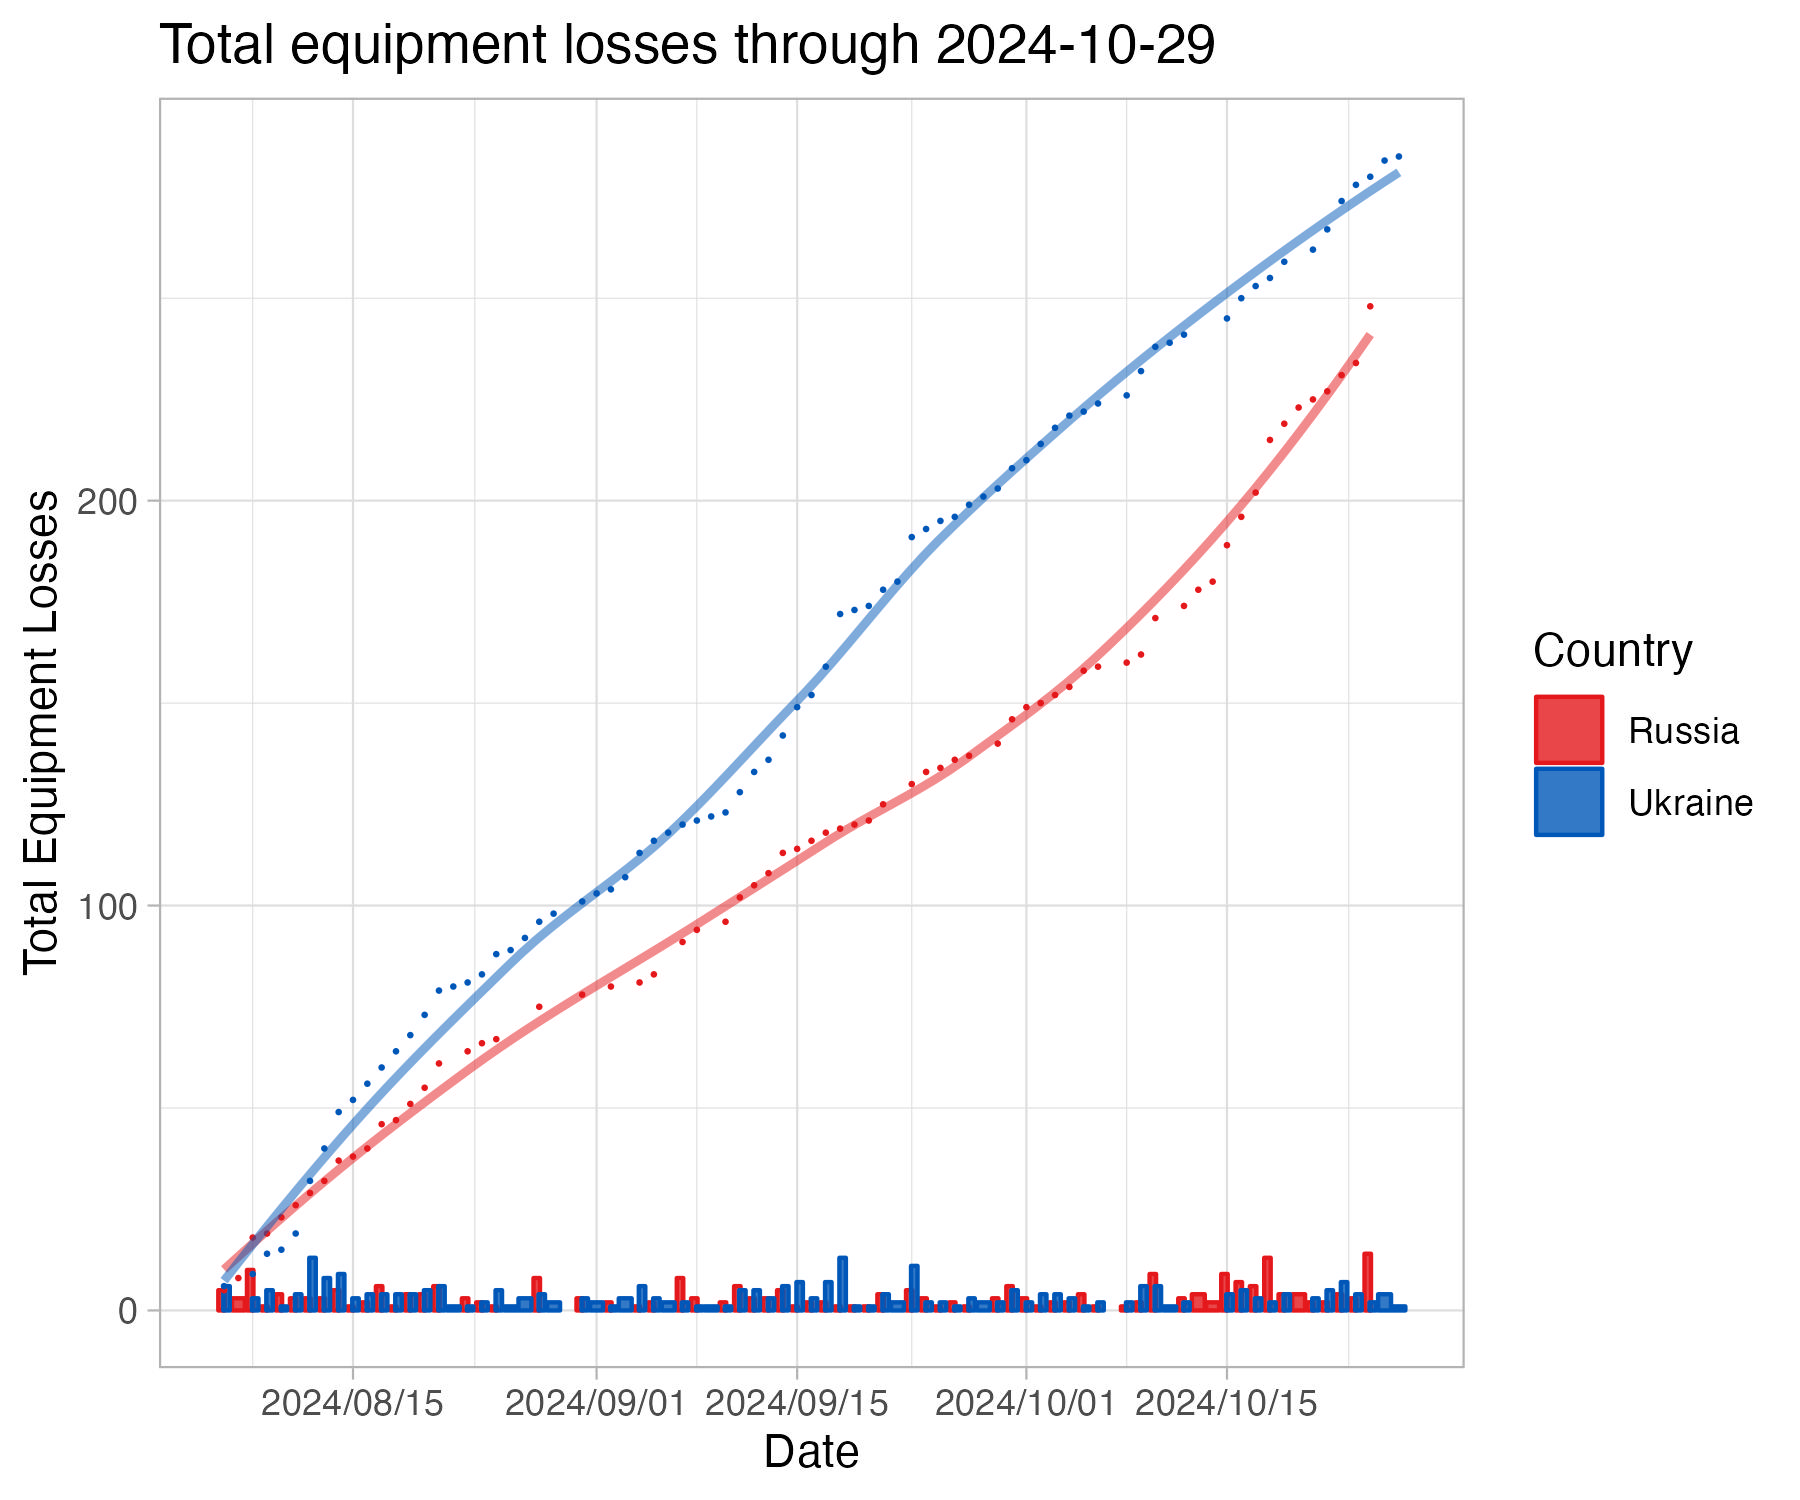 Total equipment losses through 2024-10-29
Total Equipment Losses
200
100
0
2024/08/15
2024/09/01
2024/09/15
2024/10/01
2024/10/15
Date
Country
Russia
Ukraine